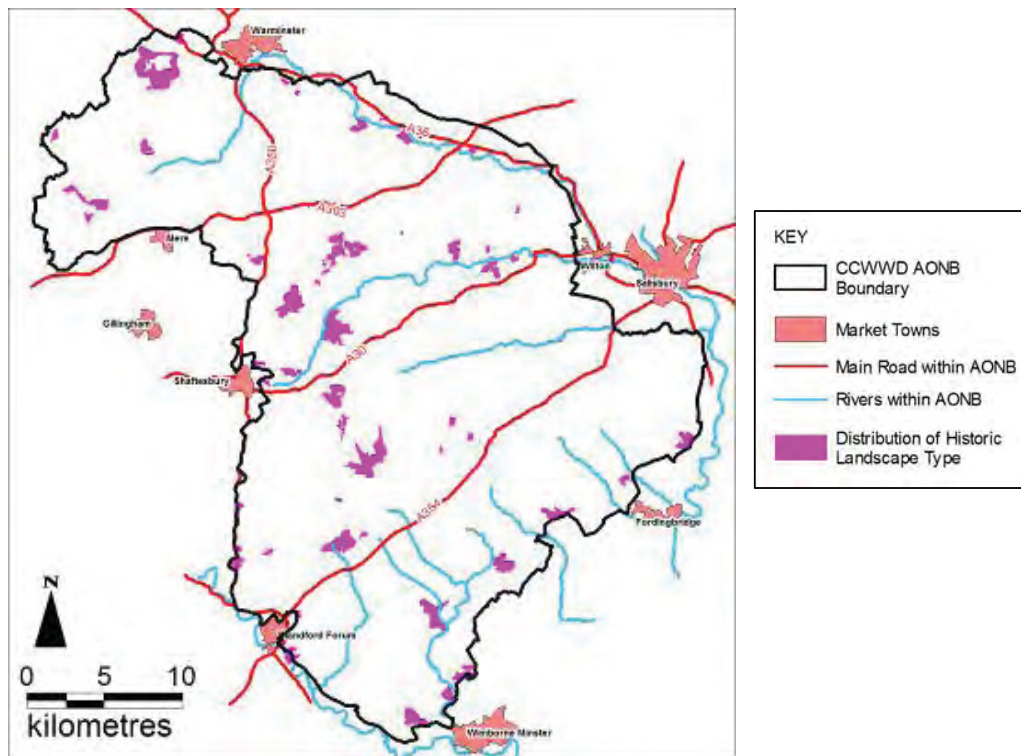 Warminster
A36
A350
A303
Mere
Wilton
Salisbury
Gillingham
A30
Shaftesbury
A354
Fordingbridge
Blandford Forum
Wimborne Minster
N
0 5 10
kilometres
KEY
CCWWD AONB
Boundary
Market Towns
Main Road within AONB
Rivers within AONB
Distribution of Historic
Landscape Type